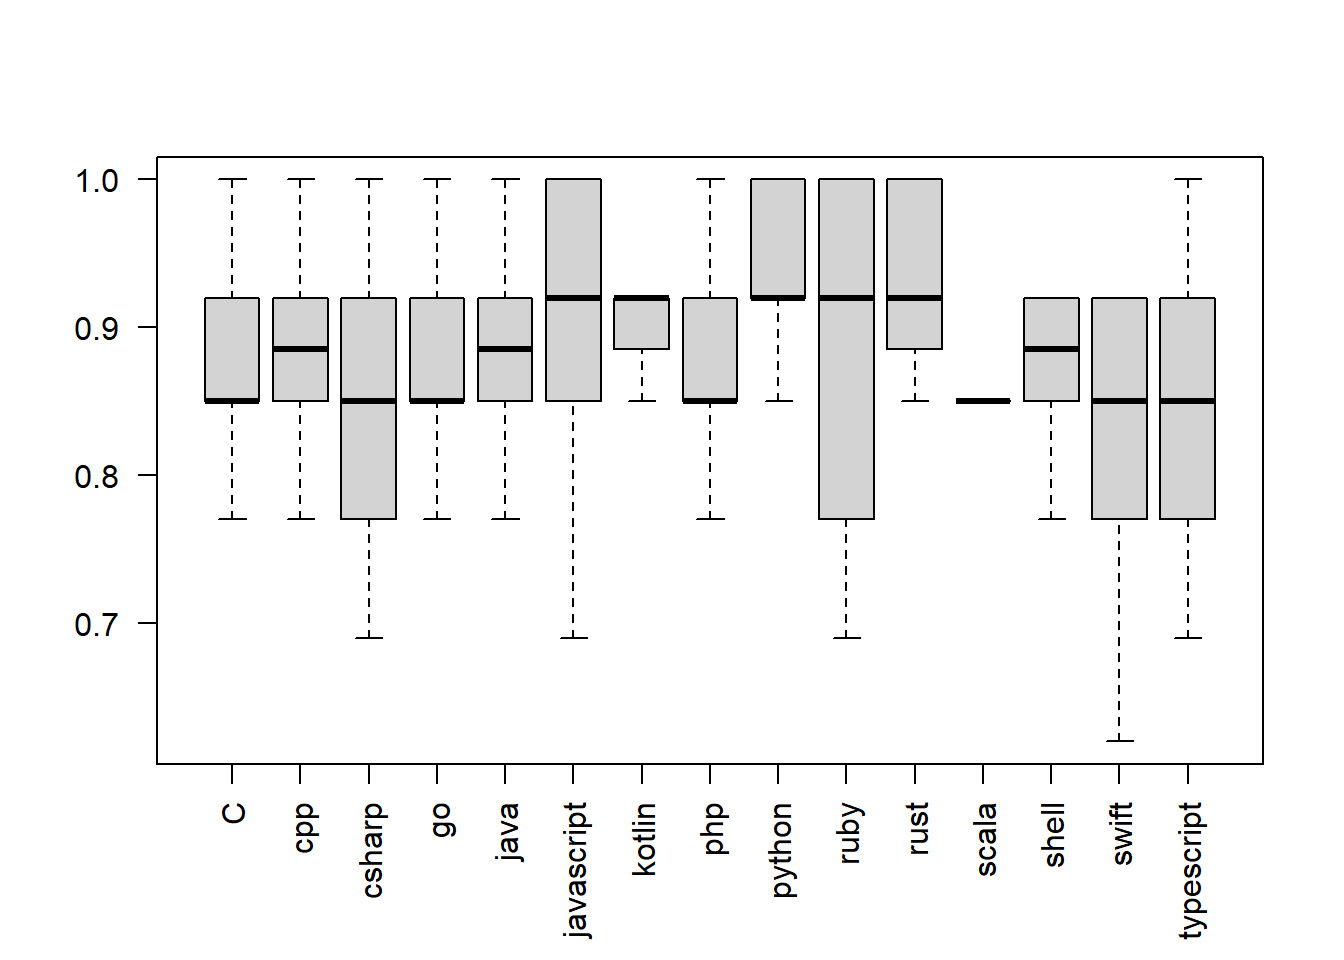 1.0
0.9
0.8
0.7
C
cpp
csharp
go
java
javascript
kotlin
php
python
ruby
rust
scala
shell
swift
typescript